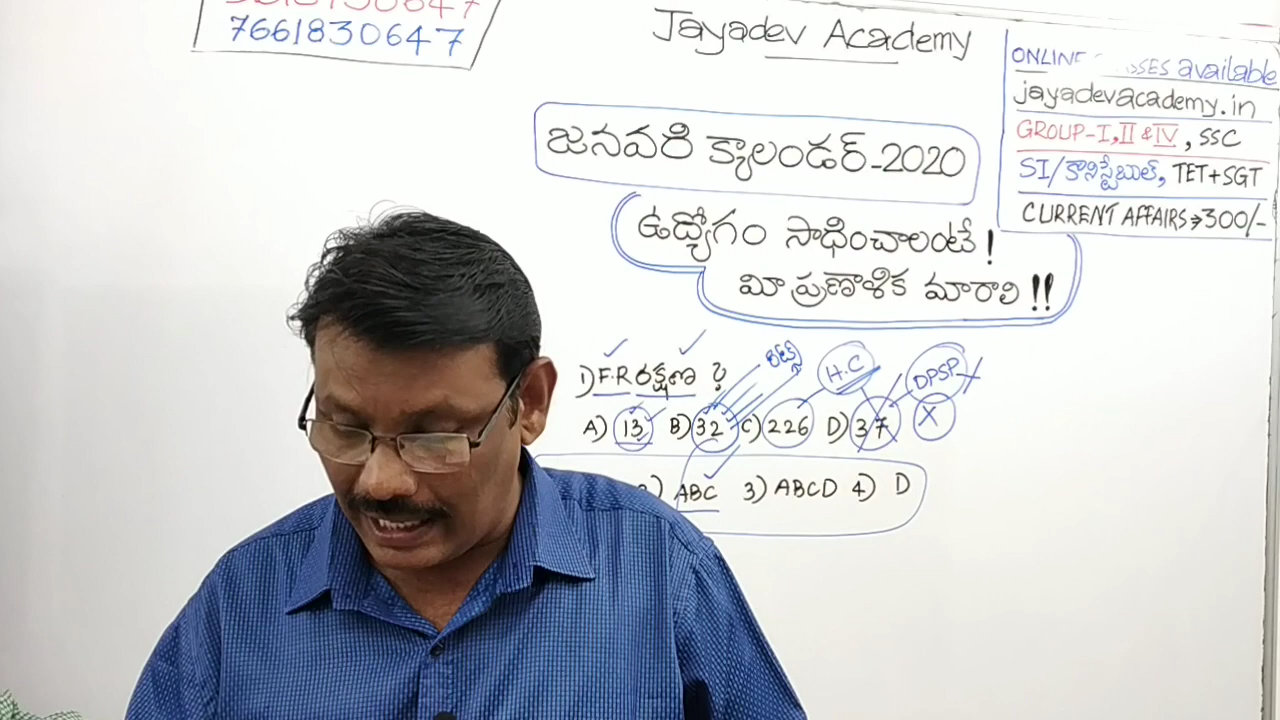 7661830647
Jayadev Academy
ONLINE available
jayadevacademy.in
GROUP-I, II & IV, SSC
SI/కానిస్టేబుల్, TET+SGT
CURRENT AFFAIRS ⇒ 300/-
జనవరి క్యాలండర్-2020
ఉద్యోగం సాధించాలంటే!
మీ ప్రణాళిక మారాలి!!
రిట్స్ H.C DPSP X
1) F.R రక్షణ ?
A) 13 B) 32 C) 226 D) 37 X
2) ABC 3) ABCD 4) D